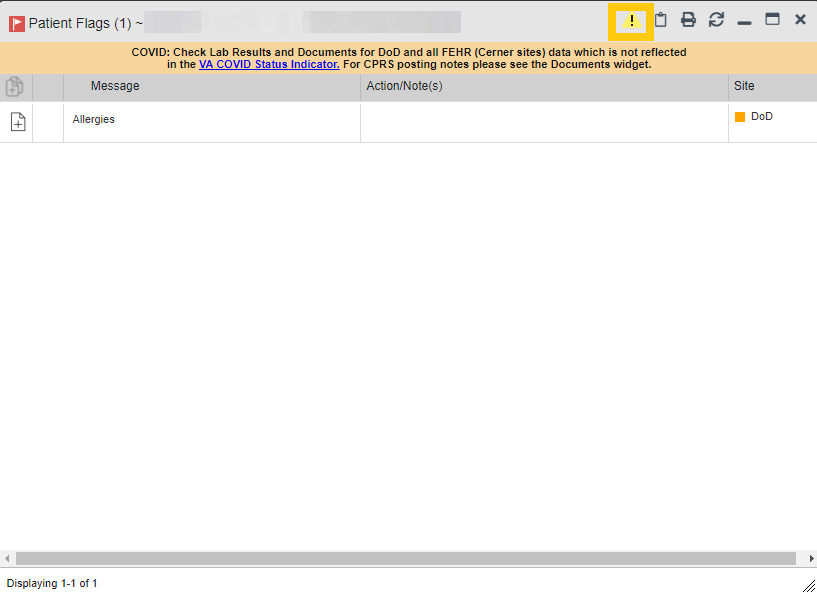 Patient Flags (1) ~
COVID: Check Lab Results and Documents for DoD and all FEHR (Cerner sites) data which is not reflected
in the VA COVID Status Indicator. For CPRS posting notes please see the Documents widget.
Message Action/Note(s) Site
Allergies DoD
Displaying 1-1 of 1